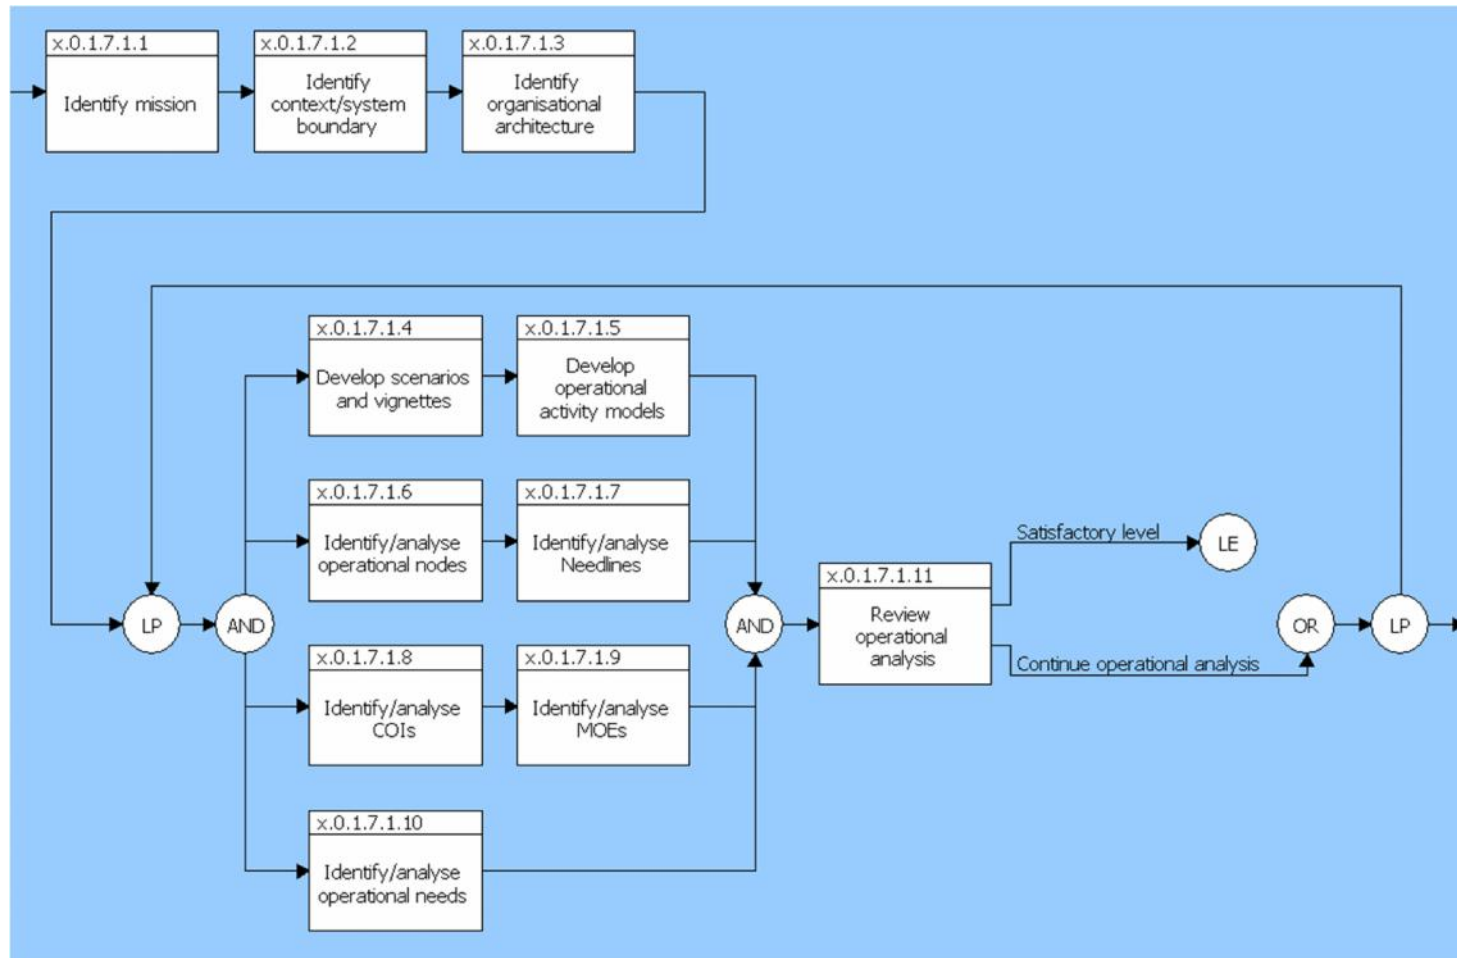 x.0.1.7.1.1
Identify mission
x.0.1.7.1.2
Identify
context/system
boundary
x.0.1.7.1.3
Identify
organisational
architecture
x.0.1.7.1.4
Develop scenarios
and vignettes
x.0.1.7.1.5
Develop
operational
activity models
x.0.1.7.1.6
Identify/analyse
operational nodes
x.0.1.7.1.7
Identify/analyse
Needlines
LP
AND
x.0.1.7.1.8
Identify/analyse
COIs
x.0.1.7.1.9
Identify/analyse
MOEs
x.0.1.7.1.10
Identify/analyse
operational needs
AND
x.0.1.7.1.11
Review
operational
analysis
Satisfactory level
LE
Continue operational analysis
OR
LP